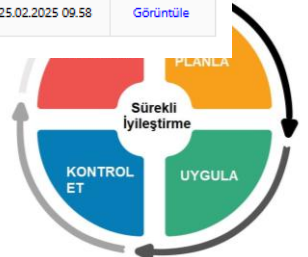 25.02.2025 09.58 Görüntüle
PLANLA
Sürekli
İyileştirme
KONTROL
ET
UYGULA